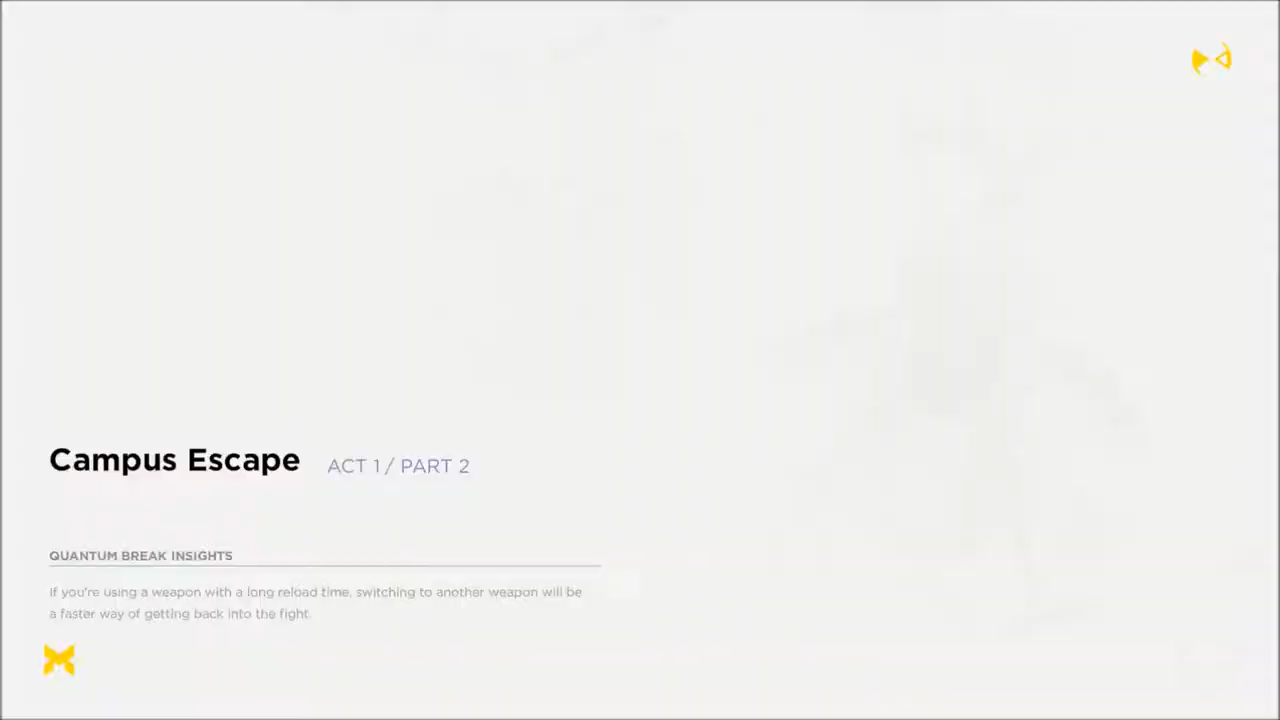 Campus Escape ACT 1 / PART 2
QUANTUM BREAK INSIGHTS
If you're using a weapon with a long reload time, switching to another weapon will be
a faster way of getting back into the fight.